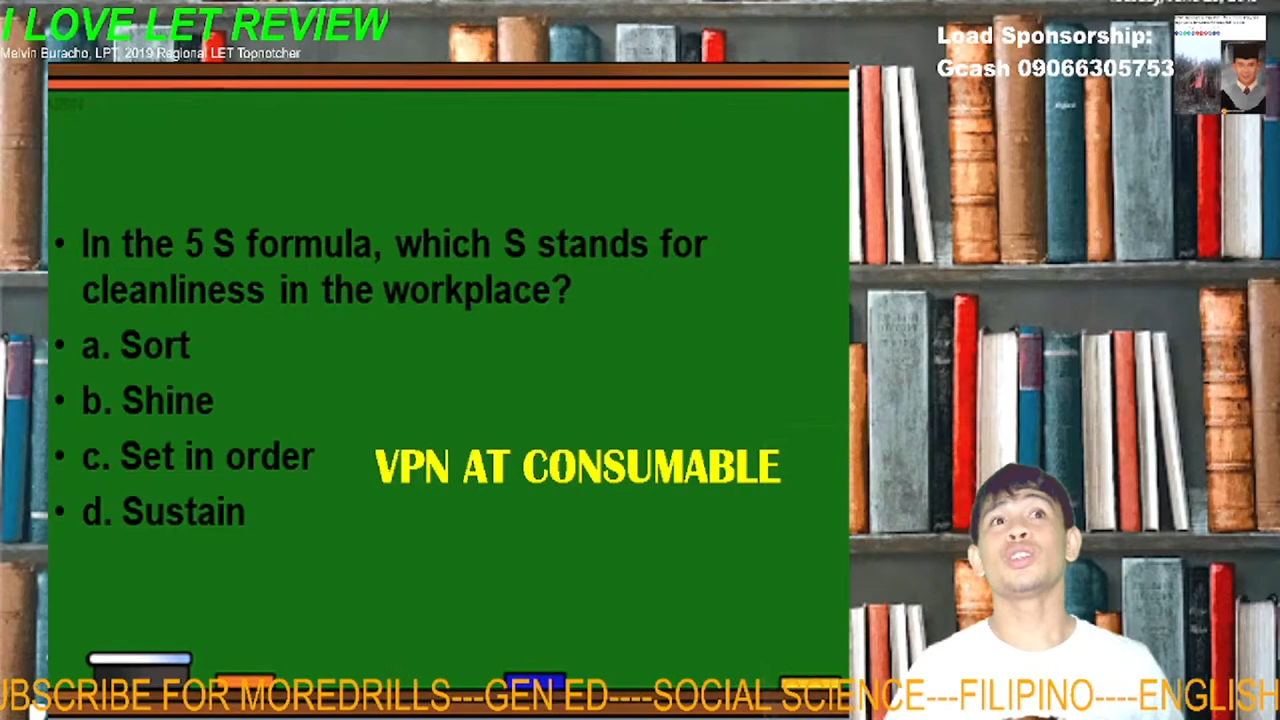 I LOVE LET REVIEW
Melvin Buracho, LPT, 2019 Regional LET Topnotcher
Load Sponsorship:
Gcash 09066305753
• In the 5 S formula, which S stands for
cleanliness in the workplace?
• a. Sort
• b. Shine
• c. Set in order
• d. Sustain
VPN AT CONSUMABLE
UBSCRIBE FOR MOREDRILLS---GEN ED----SOCIAL SCIENCE---FILIPINO----ENGLISH